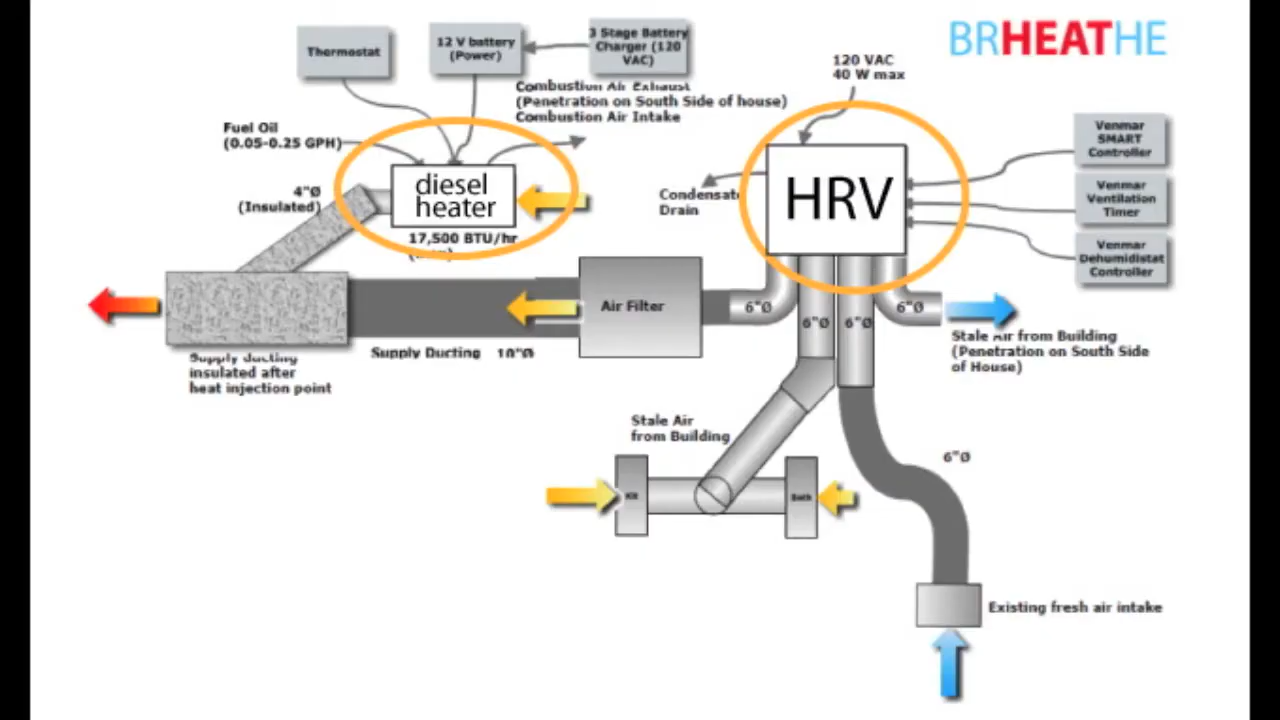 BRHEATHE
Thermostat
12 V battery
(Power)
3 Stage Battery
Charger (120
VAC)
Combustion Air Exhaust
(Penetration on South Side of house)
Combustion Air Intake
120 VAC
40 W max
Fuel Oil
(0.05-0.25 GPH)
4"Ø
(Insulated)
diesel
heater
17,500 BTU/hr
Condensate
Drain
HRV
Venmar
SMART
Controller
Venmar
Ventilation
Timer
Venmar
Dehumidistat
Controller
Air Filter
6"Ø
6"Ø
6"Ø
6"Ø
Supply Ducting 10"Ø
Supply ducting
insulated after
heat injection point
Stale Air from Building
(Penetration on South Side
of House)
Stale Air
from Building
6"Ø
Kit
Bath
Existing fresh air intake